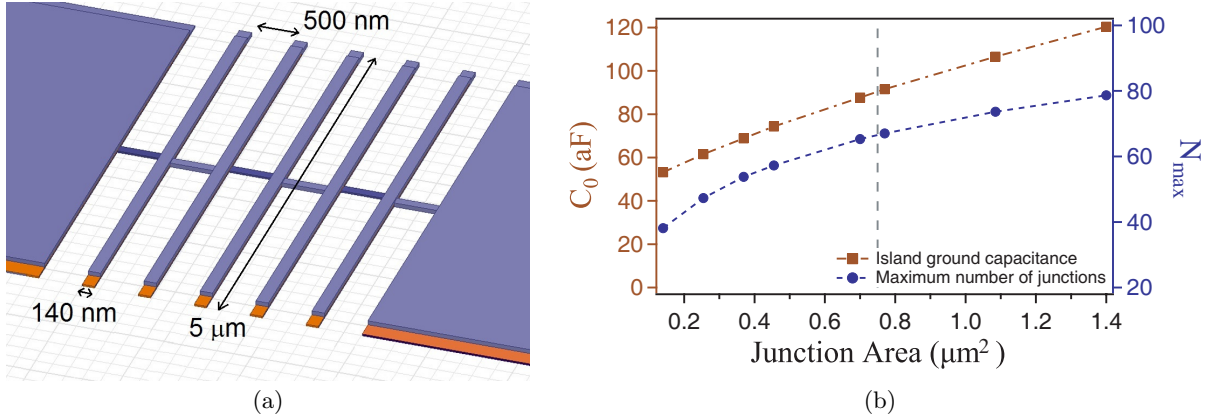 500 nm
140 nm
5 μm
(a)
120
100
80
60
40
20
0
C₀ (aF)
100
80
60
40
20
N_max
Island ground capacitance
Maximum number of junctions
0.2 0.4 0.6 0.8 1.0 1.2 1.4
Junction Area (μm² )
(b)